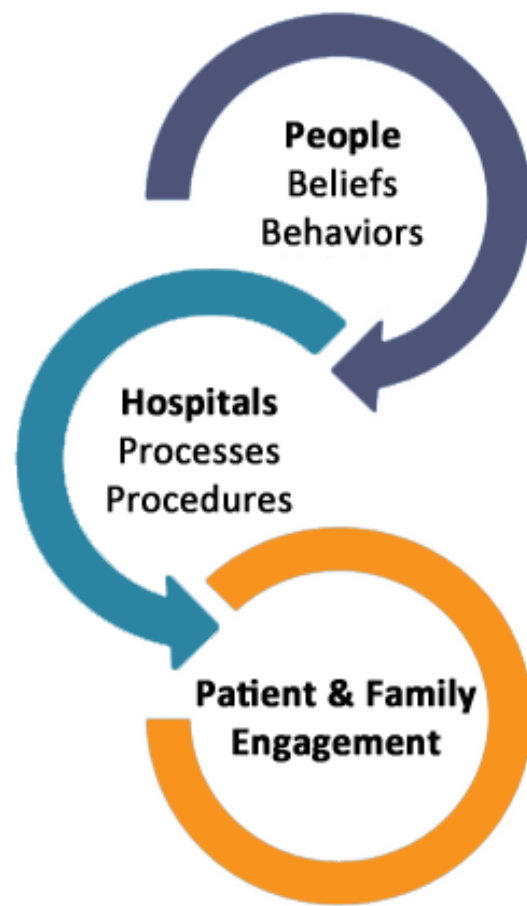 People
Beliefs
Behaviors
Hospitals
Processes
Procedures
Patient & Family
Engagement